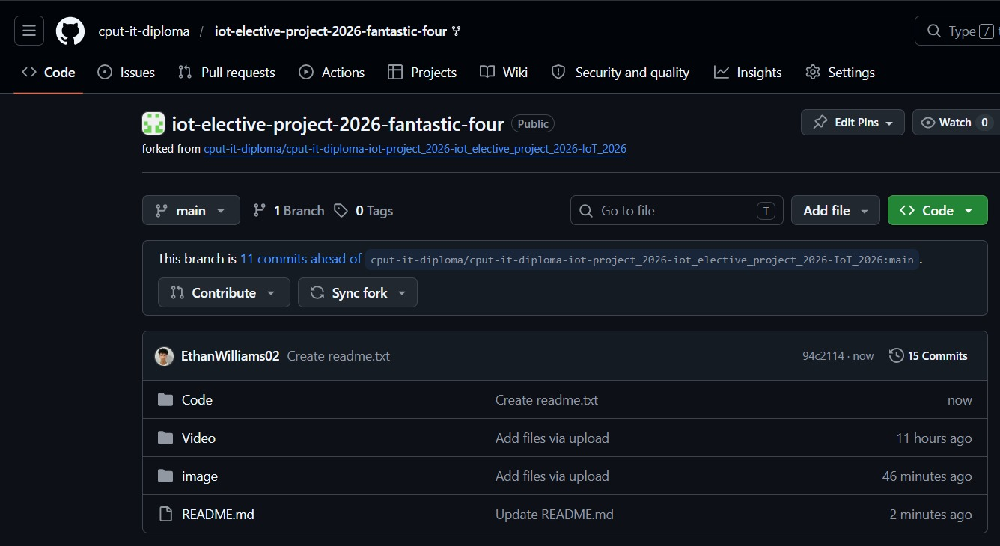 cput-it-diploma / iot-elective-project-2026-fantastic-four
Type /
Code Issues Pull requests Actions Projects Wiki Security and quality Insights Settings
iot-elective-project-2026-fantastic-four Public
Edit Pins Watch 0
forked from cput-it-diploma/cput-it-diploma-iot-project_2026-iot_elective_project_2026-IoT_2026
main 1 Branch 0 Tags Go to file T Add file Code
This branch is 11 commits ahead of cput-it-diploma/cput-it-diploma-iot-project_2026-iot_elective_project_2026-IoT_2026:main .
Contribute Sync fork
EthanWilliams02 Create readme.txt 94c2114 · now 15 Commits
Code Create readme.txt now
Video Add files via upload 11 hours ago
image Add files via upload 46 minutes ago
README.md Update README.md 2 minutes ago